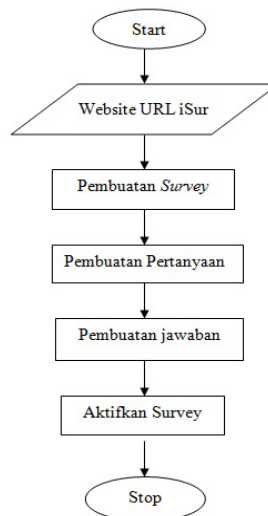 Start
Website URL iSur
Pembuatan Survey
Pembuatan Pertanyaan
Pembuatan jawaban
Aktifkan Survey
Stop